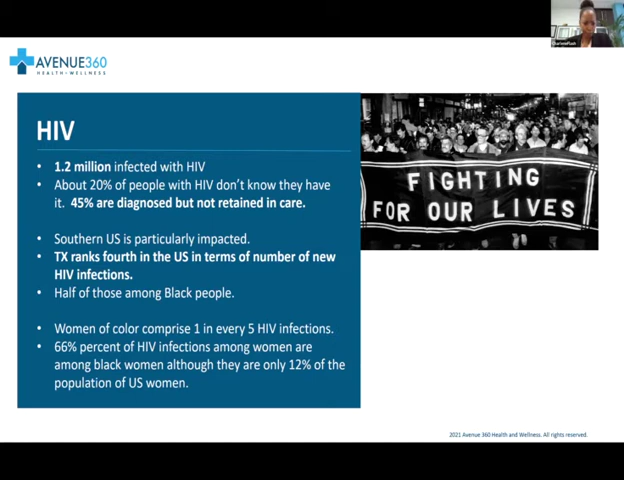 AVENUE360
HEALTH+WELLNESS
HIV
• 1.2 million infected with HIV
• About 20% of people with HIV don't know they have
it. 45% are diagnosed but not retained in care.
• Southern US is particularly impacted.
• TX ranks fourth in the US in terms of number of new
HIV infections.
• Half of those among Black people.
• Women of color comprise 1 in every 5 HIV infections.
• 66% percent of HIV infections among women are
among black women although they are only 12% of the
population of US women.
FIGHTING
FOR OUR LIVES
2021 Avenue 360 Health and Wellness. All rights reserved.